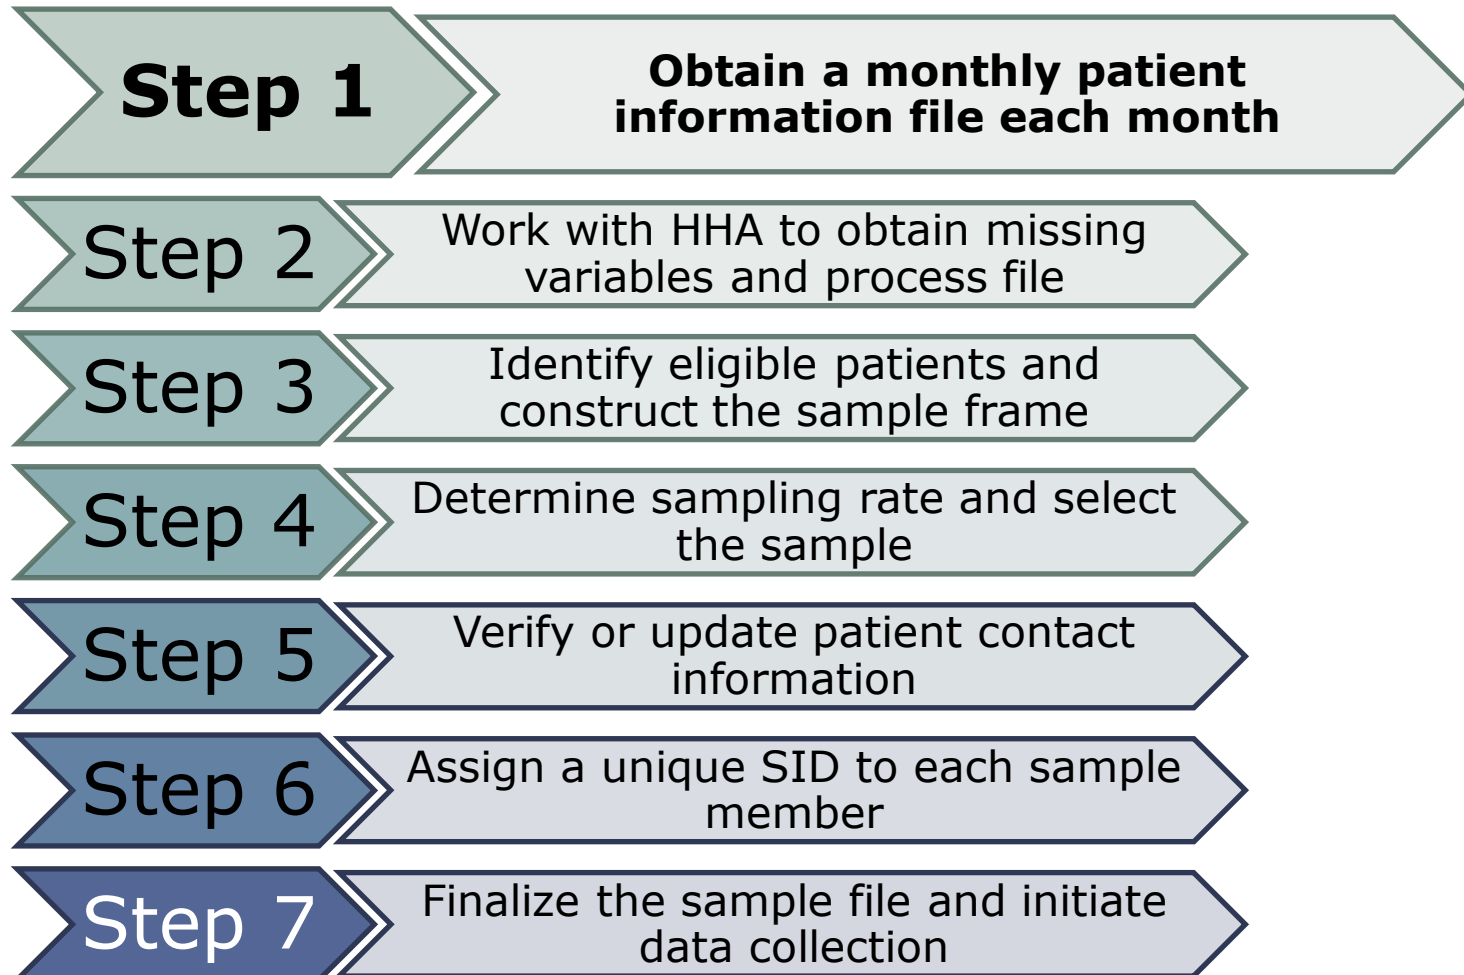 Step 1
Obtain a monthly patient
information file each month
Step 2
Work with HHA to obtain missing
variables and process file
Step 3
Identify eligible patients and
construct the sample frame
Step 4
Determine sampling rate and select
the sample
Step 5
Verify or update patient contact
information
Step 6
Assign a unique SID to each sample
member
Step 7
Finalize the sample file and initiate
data collection